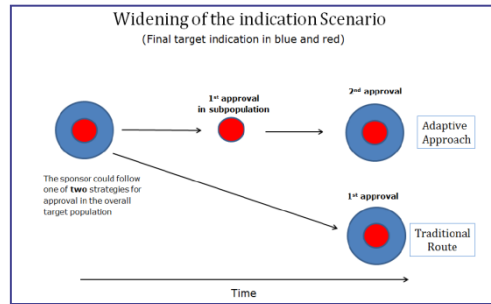 Widening of the indication Scenario
(Final target indication in blue and red)
1st approval
in subpopulation
2nd approval
Adaptive
Approach
The sponsor could follow
one of two strategies for
approval in the overall
target population
1st approval
Traditional
Route
Time